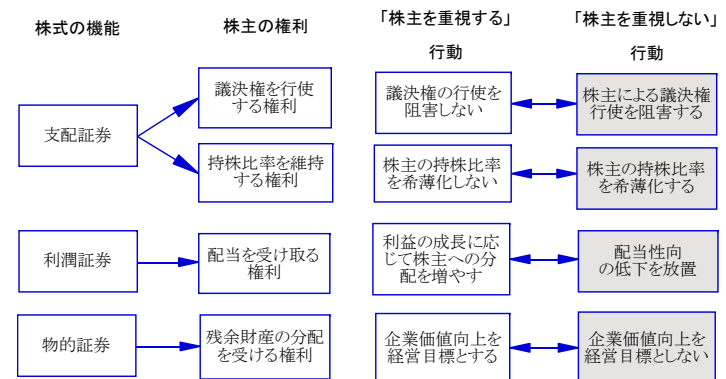 株式の機能
株主の権利
「株主を重視する」
行動
「株主を重視しない」
行動
支配証券
議決権を行使
する権利
議決権の行使を
阻害しない
株主による議決権
行使を阻害する
持株比率を維持
する権利
株主の持株比率
を希薄化しない
株主の持株比率
を希薄化する
利潤証券
配当を受け取る
権利
利益の成長に応
じて株主への分
配を増やす
配当性向
の低下を放置
物的証券
残余財産の分配
を受ける権利
企業価値向上を
経営目標とする
企業価値向上を
経営目標としない